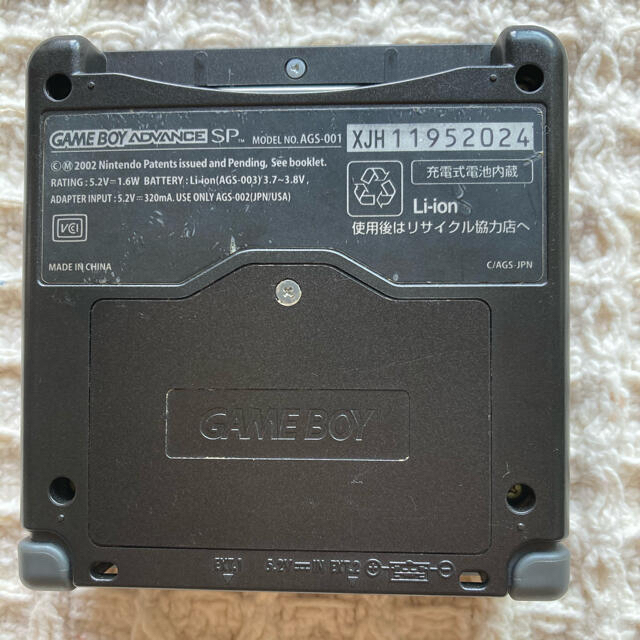 GAME BOY ADVANCE SP™ MODEL NO. AGS-001 XJH11952024
©Ⓜ 2002 Nintendo Patents issued and Pending, See booklet.
RATING : 5.2V⎓1.6W BATTERY : Li-ion(AGS-003) 3.7~3.8V,
ADAPTER INPUT : 5.2V⎓320mA. USE ONLY AGS-002(JPN/USA)
VCCI
MADE IN CHINA
充電式電池内蔵
Li-ion
使用後はリサイクル協力店へ
C/AGS-JPN
GAME BOY
EXT.1 5.2V⎓IN EXT.2